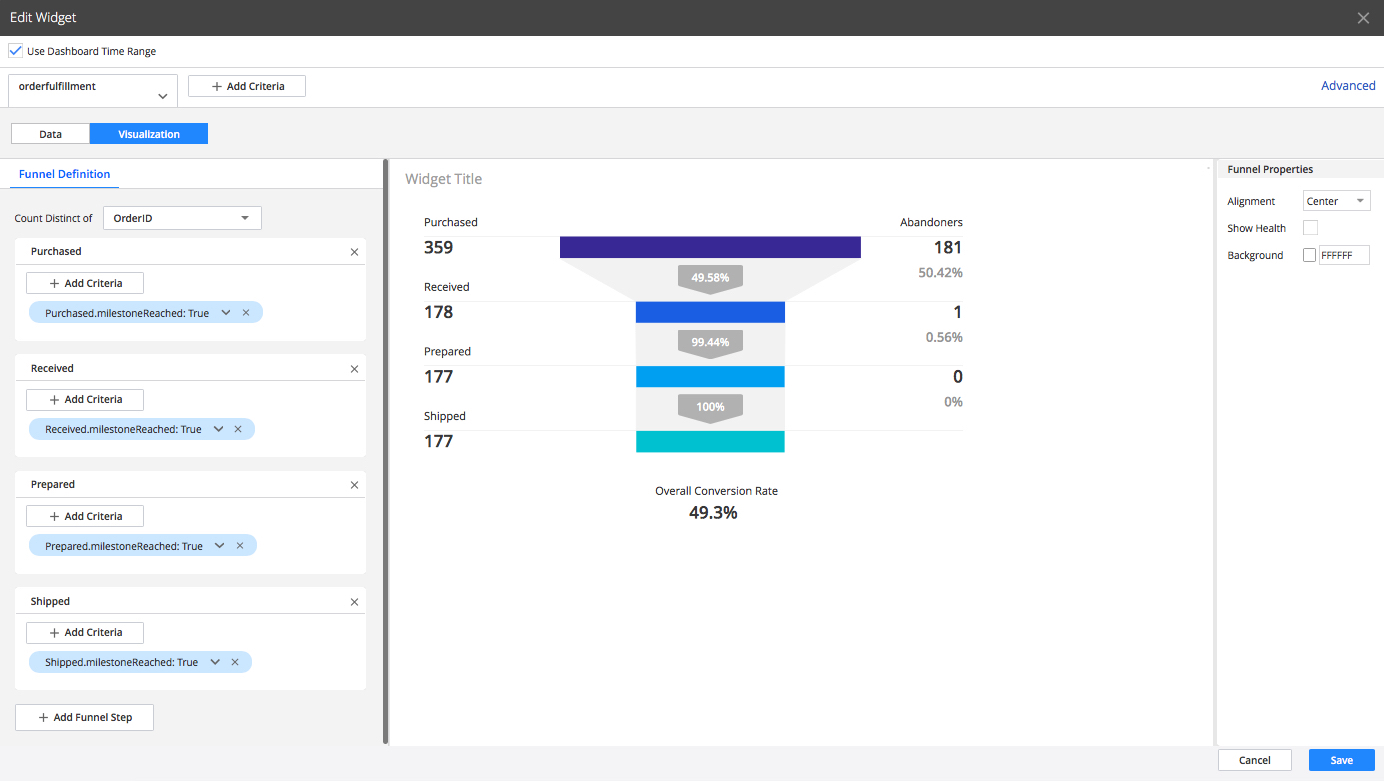 Edit Widget
Use Dashboard Time Range
orderfulfillment
+ Add Criteria
Advanced
Data
Visualization
Funnel Definition
Count Distinct of
OrderID
Purchased
+ Add Criteria
Purchased.milestoneReached: True
Received
+ Add Criteria
Received.milestoneReached: True
Prepared
+ Add Criteria
Prepared.milestoneReached: True
Shipped
+ Add Criteria
Shipped.milestoneReached: True
+ Add Funnel Step
Widget Title
Purchased
Abandoners
359
181
49.58%
50.42%
Received
178
1
99.44%
0.56%
Prepared
177
0
100%
0%
Shipped
177
Overall Conversion Rate
49.3%
Funnel Properties
Alignment
Center
Show Health
Background
FFFFFF
Cancel
Save